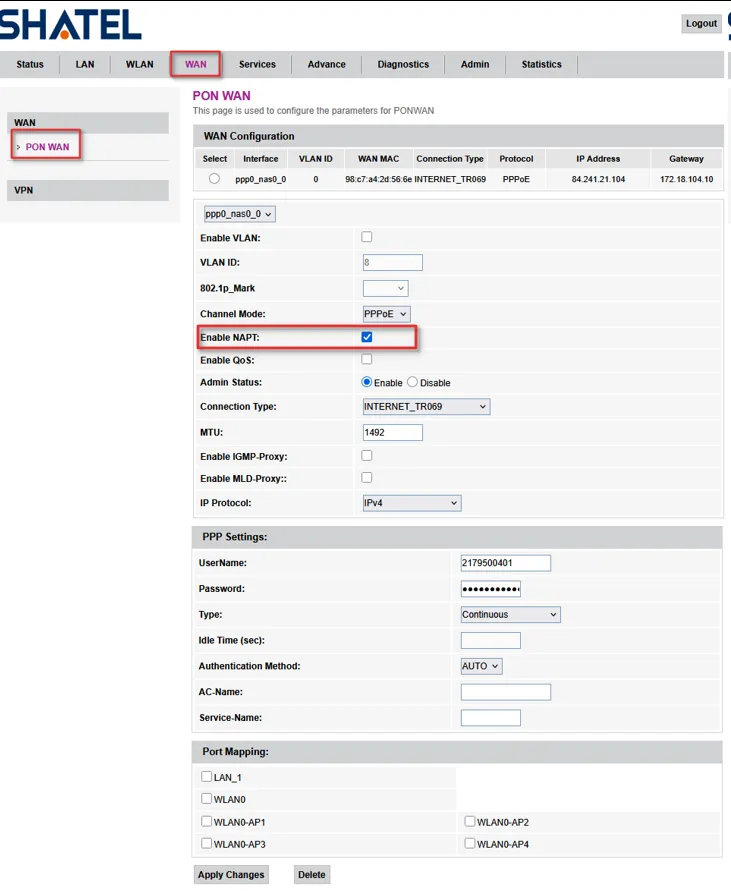 SHATEL
Logout
Status LAN WLAN WAN Services Advance Diagnostics Admin Statistics
WAN
> PON WAN
VPN
PON WAN
This page is used to configure the parameters for PONWAN
WAN Configuration
Select Interface VLAN ID WAN MAC Connection Type Protocol IP Address Gateway
ppp0_nas0_0 0 98:c7:a4:2d:56:6e INTERNET_TR069 PPPoE 84.241.21.104 172.18.104.10
ppp0_nas0_0
Enable VLAN:
VLAN ID: 8
802.1p_Mark
Channel Mode: PPPoE
Enable NAPT:
Enable QoS:
Admin Status: Enable Disable
Connection Type: INTERNET_TR069
MTU: 1492
Enable IGMP-Proxy:
Enable MLD-Proxy::
IP Protocol: IPv4
PPP Settings:
UserName: 2179500401
Password: ●●●●●●●●●●
Type: Continuous
Idle Time (sec):
Authentication Method: AUTO
AC-Name:
Service-Name:
Port Mapping:
LAN_1
WLAN0
WLAN0-AP1 WLAN0-AP2
WLAN0-AP3 WLAN0-AP4
Apply Changes Delete